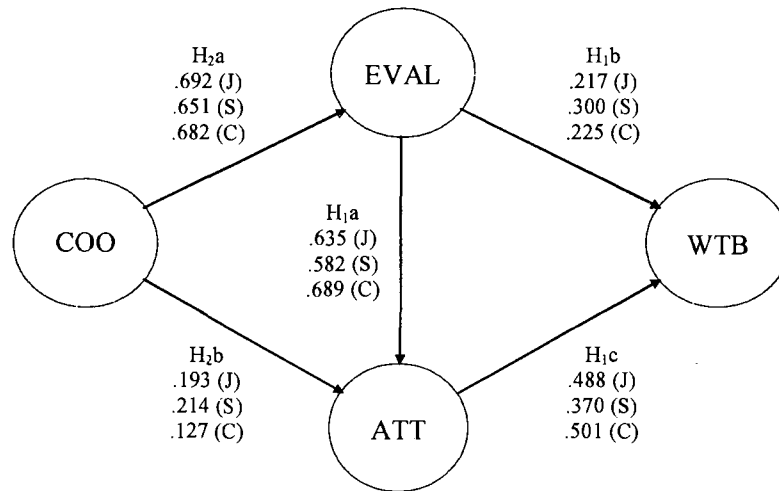 H₂a
.692 (J)
.651 (S)
.682 (C)
EVAL
H₁b
.217 (J)
.300 (S)
.225 (C)
COO
H₁a
.635 (J)
.582 (S)
.689 (C)
WTB
H₂b
.193 (J)
.214 (S)
.127 (C)
ATT
H₁c
.488 (J)
.370 (S)
.501 (C)